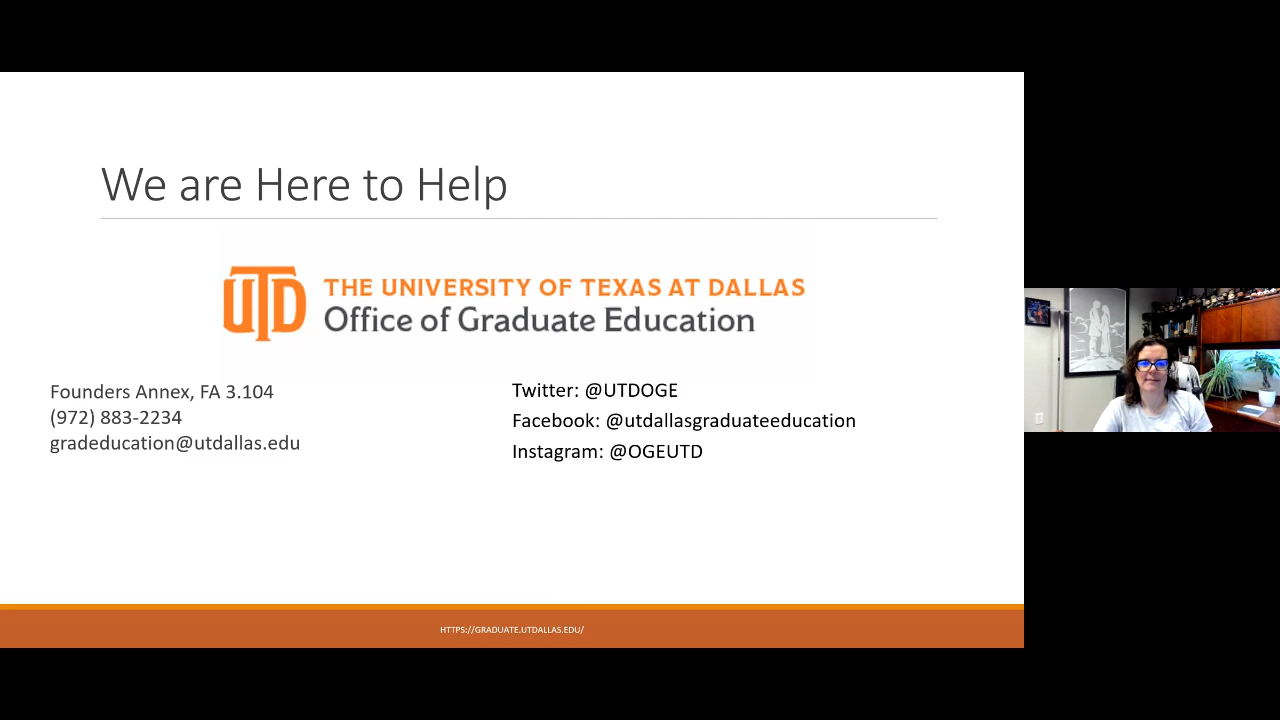 We are Here to Help
UTD
THE UNIVERSITY OF TEXAS AT DALLAS
Office of Graduate Education
Founders Annex, FA 3.104
(972) 883-2234
gradeducation@utdallas.edu
Twitter: @UTDOGE
Facebook: @utdallasgraduateeducation
Instagram: @OGEUTD
HTTPS://GRADUATE.UTDALLAS.EDU/